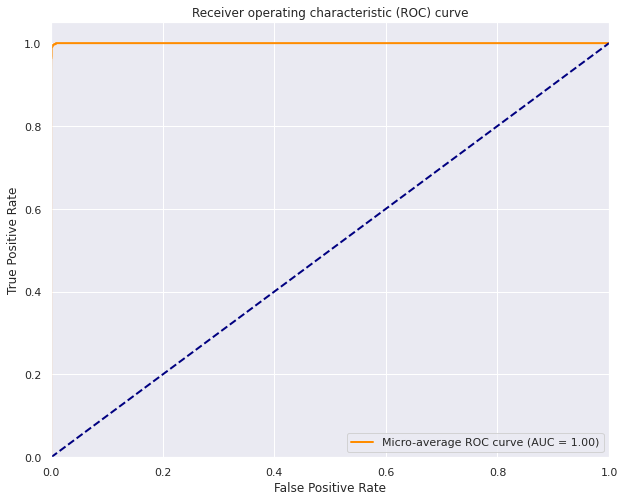 Receiver operating characteristic (ROC) curve
True Positive Rate
1.0
0.8
0.6
0.4
0.2
0.0
0.0 0.2 0.4 0.6 0.8 1.0
False Positive Rate
Micro-average ROC curve (AUC = 1.00)